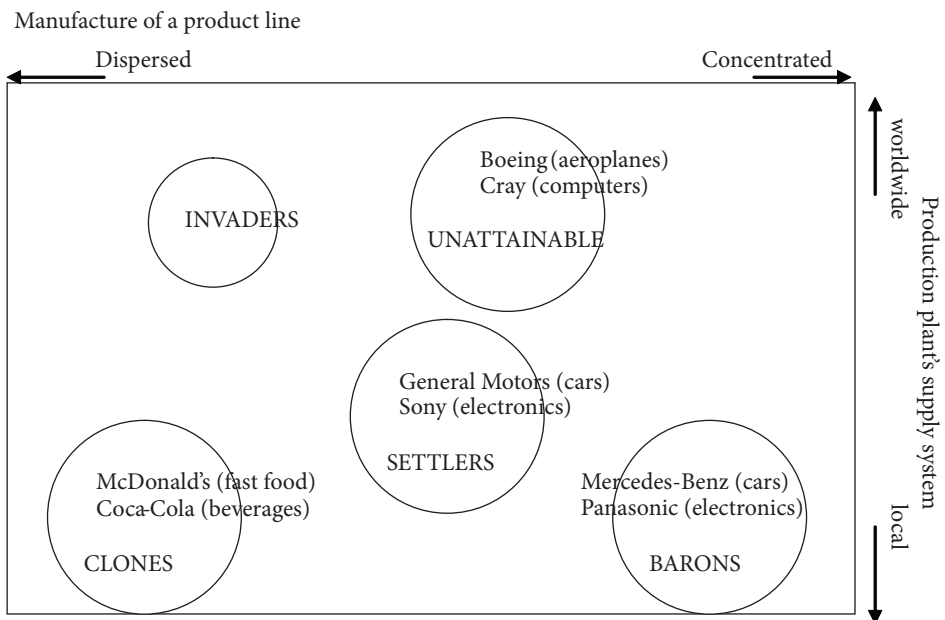 Manufacture of a product line
Dispersed
Concentrated
worldwide
Boeing (aeroplanes)
Cray (computers)
INVADERS
UNATTAINABLE
Production plant's supply system
General Motors (cars)
Sony (electronics)
SETTLERS
McDonald's (fast food)
Coca-Cola (beverages)
CLONES
Mercedes-Benz (cars)
Panasonic (electronics)
BARONS
local